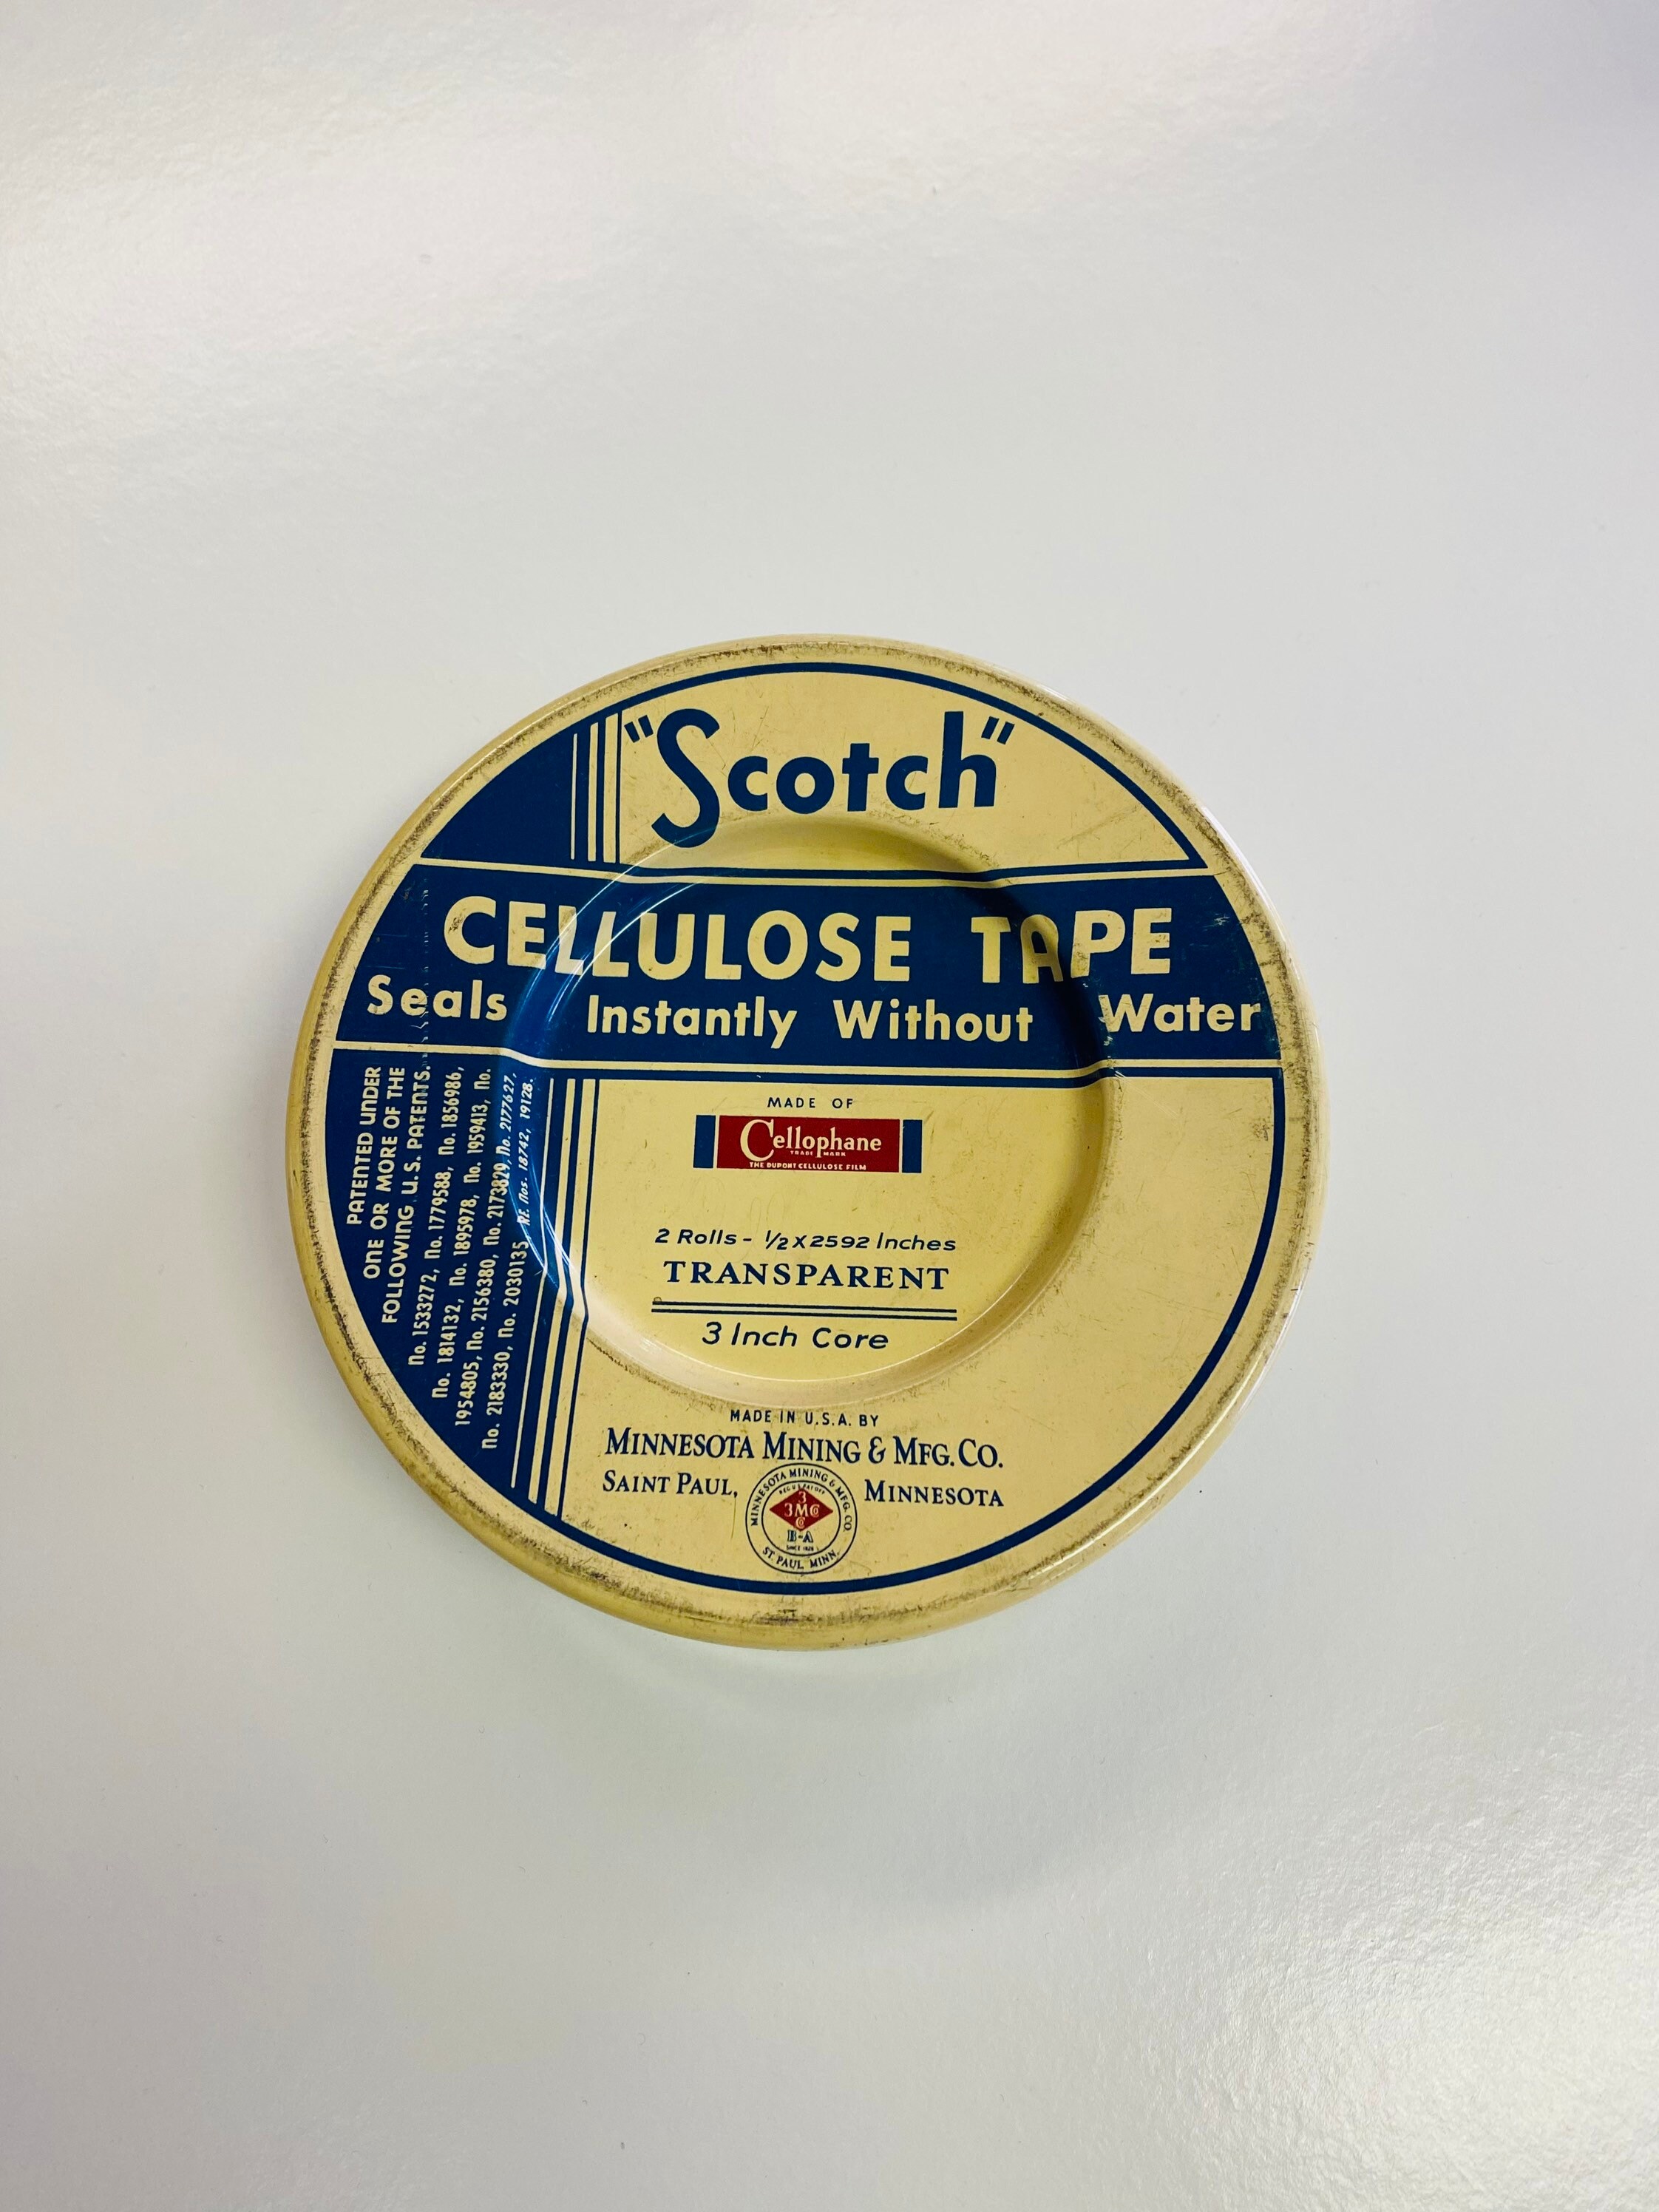 "Scotch"
CELLULOSE TAPE
Seals Instantly Without Water
PATENTED UNDER
ONE OR MORE OF THE
FOLLOWING U.S. PATENTS.
No. 1533272, No. 1779588, No. 1856986,
No. 1814132, No. 1895978, No. 1959413, No.
1954805, No. 2156380, No. 2173829, No. 2177627,
No. 2183330, No. 2030135 RE. Nos. 18742, 19128.
MADE OF
Cellophane
TRADE MARK
THE DUPONT CELLULOSE FILM
2 Rolls - 1/2 X 2592 Inches
TRANSPARENT
3 Inch Core
MADE IN U.S.A. BY
MINNESOTA MINING & MFG. CO.
SAINT PAUL, MINNESOTA
MINNESOTA MINING & MFG. CO.
3
3MCo
Co
B-A
ST. PAUL, MINN.